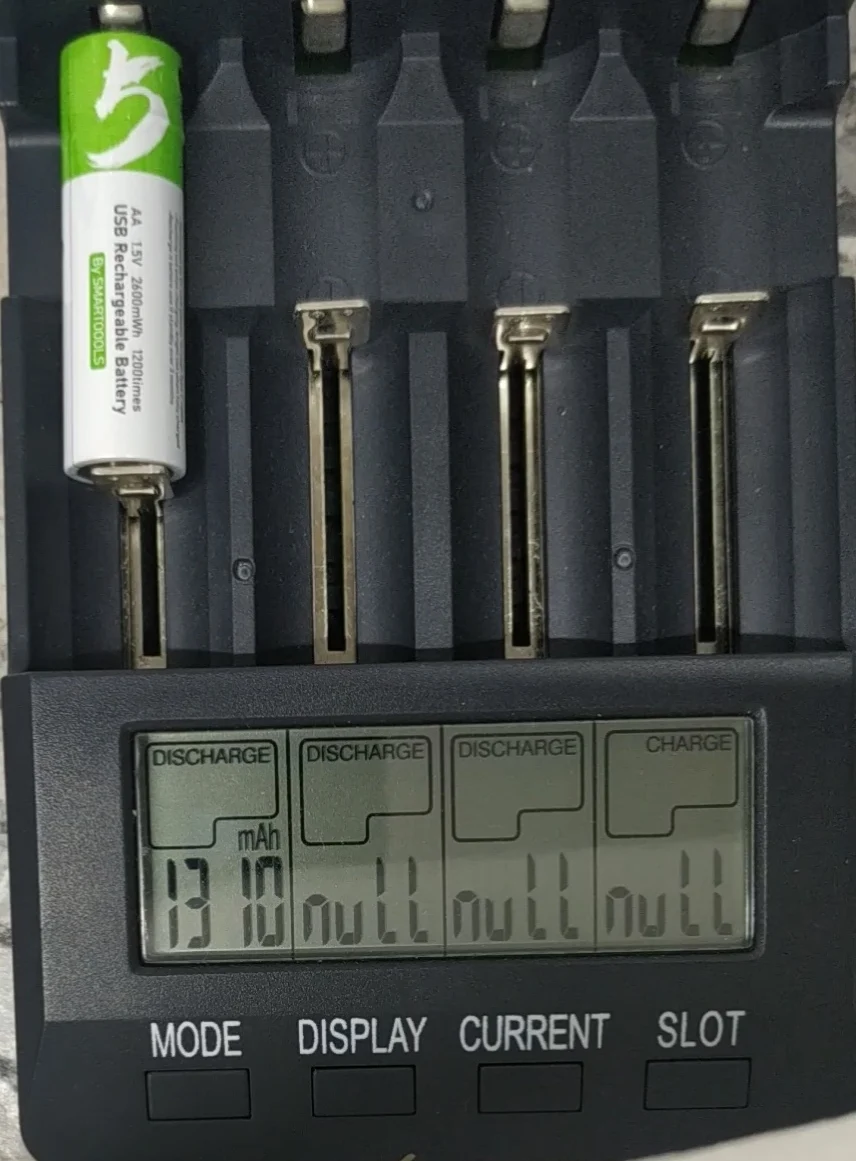 5
AA 1.5V 2600mWh 1200times
USB Rechargeable Battery
By SMARTOOOLS
DISCHARGE DISCHARGE DISCHARGE CHARGE
mAh
1310 null null null
MODE DISPLAY CURRENT SLOT